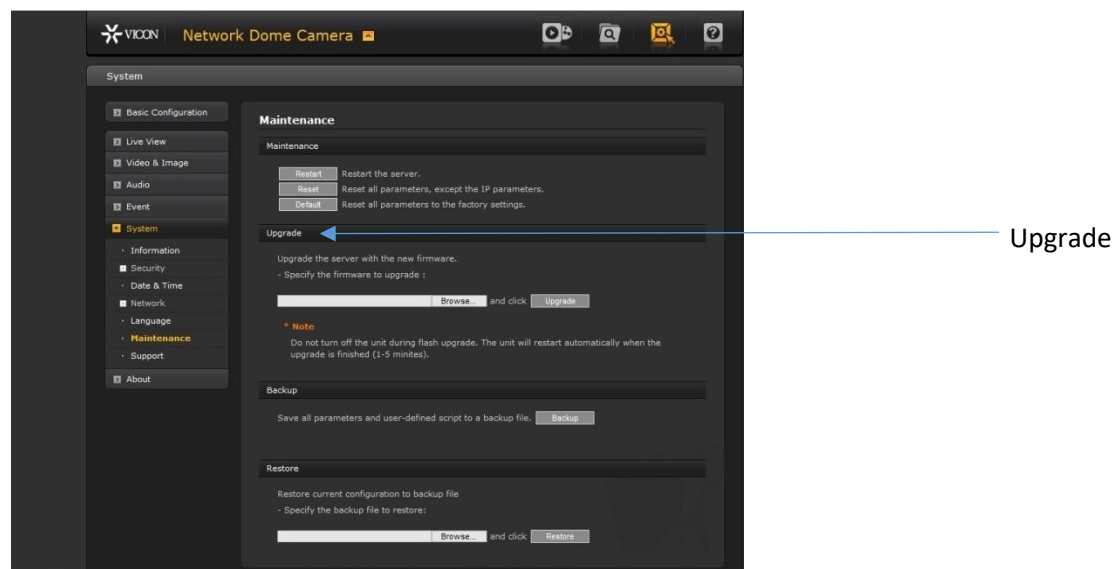 VICON Network Dome Camera
System
Basic Configuration
Live View
Video & Image
Audio
Event
System
Information
Security
Date & Time
Network
Language
Maintenance
Support
About
Maintenance
Maintenance
Restart Restart the server.
Reset Reset all parameters, except the IP parameters.
Default Reset all parameters to the factory settings.
Upgrade
Upgrade the server with the new firmware.
- Specify the firmware to upgrade :
Browse... and click Upgrade
* Note
Do not turn off the unit during flash upgrade. The unit will restart automatically when the
upgrade is finished (1-5 minites).
Backup
Save all parameters and user-defined script to a backup file. Backup
Restore
Restore current configuration to backup file
- Specify the backup file to restore:
Browse... and click Restore
Upgrade